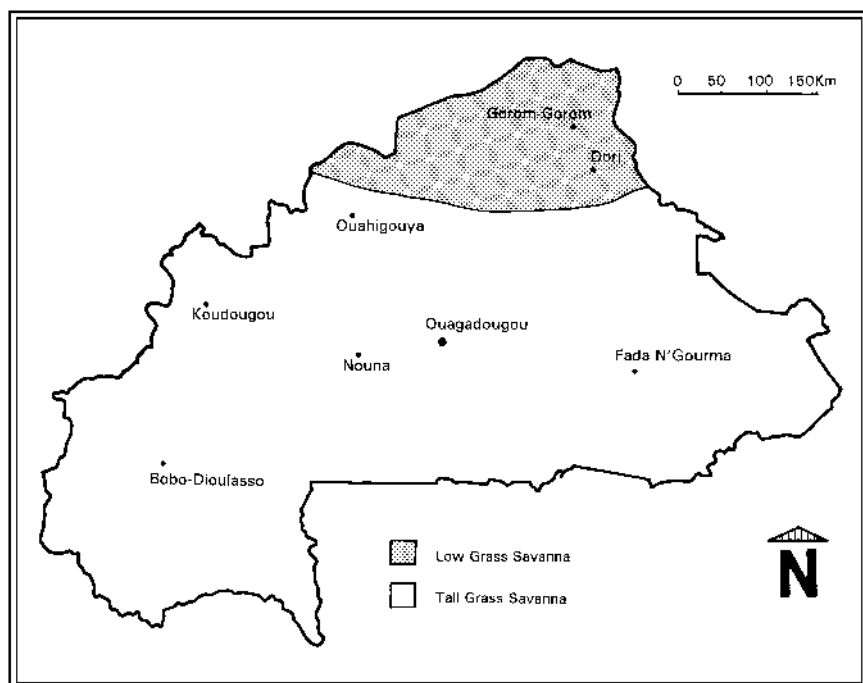 0 50 100 150Km
Gorom-Gorom
Dori
Ouahigouya
Koudougou
Ouagadougou
Nouna
Fada N'Gourma
Bobo-Dioulasso
Low Grass Savanna
Tall Grass Savanna
N